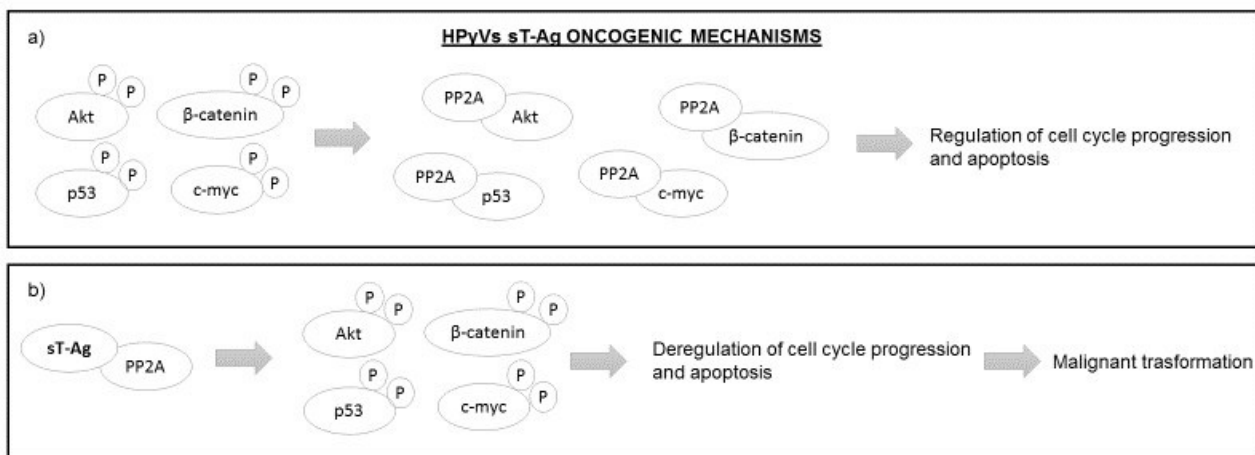 a)
HPyVs sT-Ag ONCOGENIC MECHANISMS
P P P P
Akt β-catenin
P P P P
p53 c-myc
PP2A Akt
PP2A β-catenin
PP2A p53
PP2A c-myc
Regulation of cell cycle progression
and apoptosis
b)
sT-Ag PP2A
P P P P
Akt β-catenin
P P P P
p53 c-myc
Deregulation of cell cycle progression
and apoptosis
Malignant trasformation